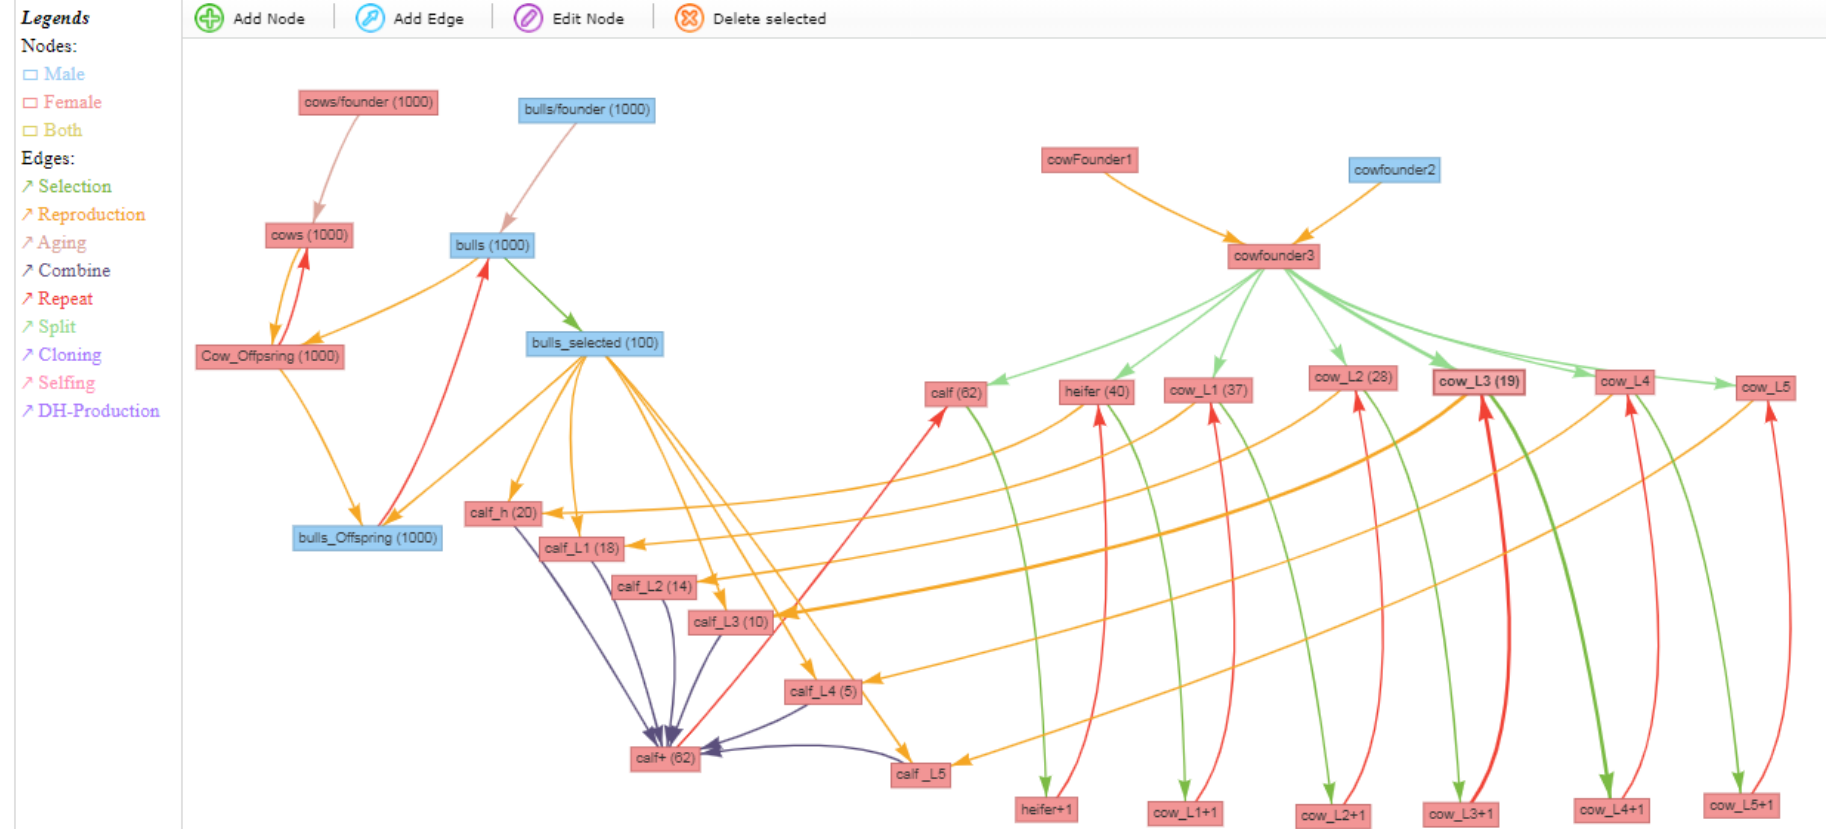 Legends
Nodes:
Male
Female
Both
Edges:
Selection
Reproduction
Aging
Combine
Repeat
Split
Cloning
Selfing
DH-Production
Add Node
Add Edge
Edit Node
Delete selected
cows/founder (1000)
bulls/founder (1000)
cowFounder1
cowfounder2
cows (1000)
bulls (1000)
cowfounder3
Cow_Offpsring (1000)
bulls_selected (100)
calf (62)
heifer (40)
cow_L1 (37)
cow_L2 (28)
cow_L3 (19)
cow_L4
cow_L5
bulls_Offspring (1000)
calf_h (20)
calf_L1 (18)
calf_L2 (14)
calf_L3 (10)
calf_L4 (5)
calf+ (62)
calf _L5
heifer+1
cow_L1+1
cow_L2+1
cow_L3+1
cow_L4+1
cow_L5+1